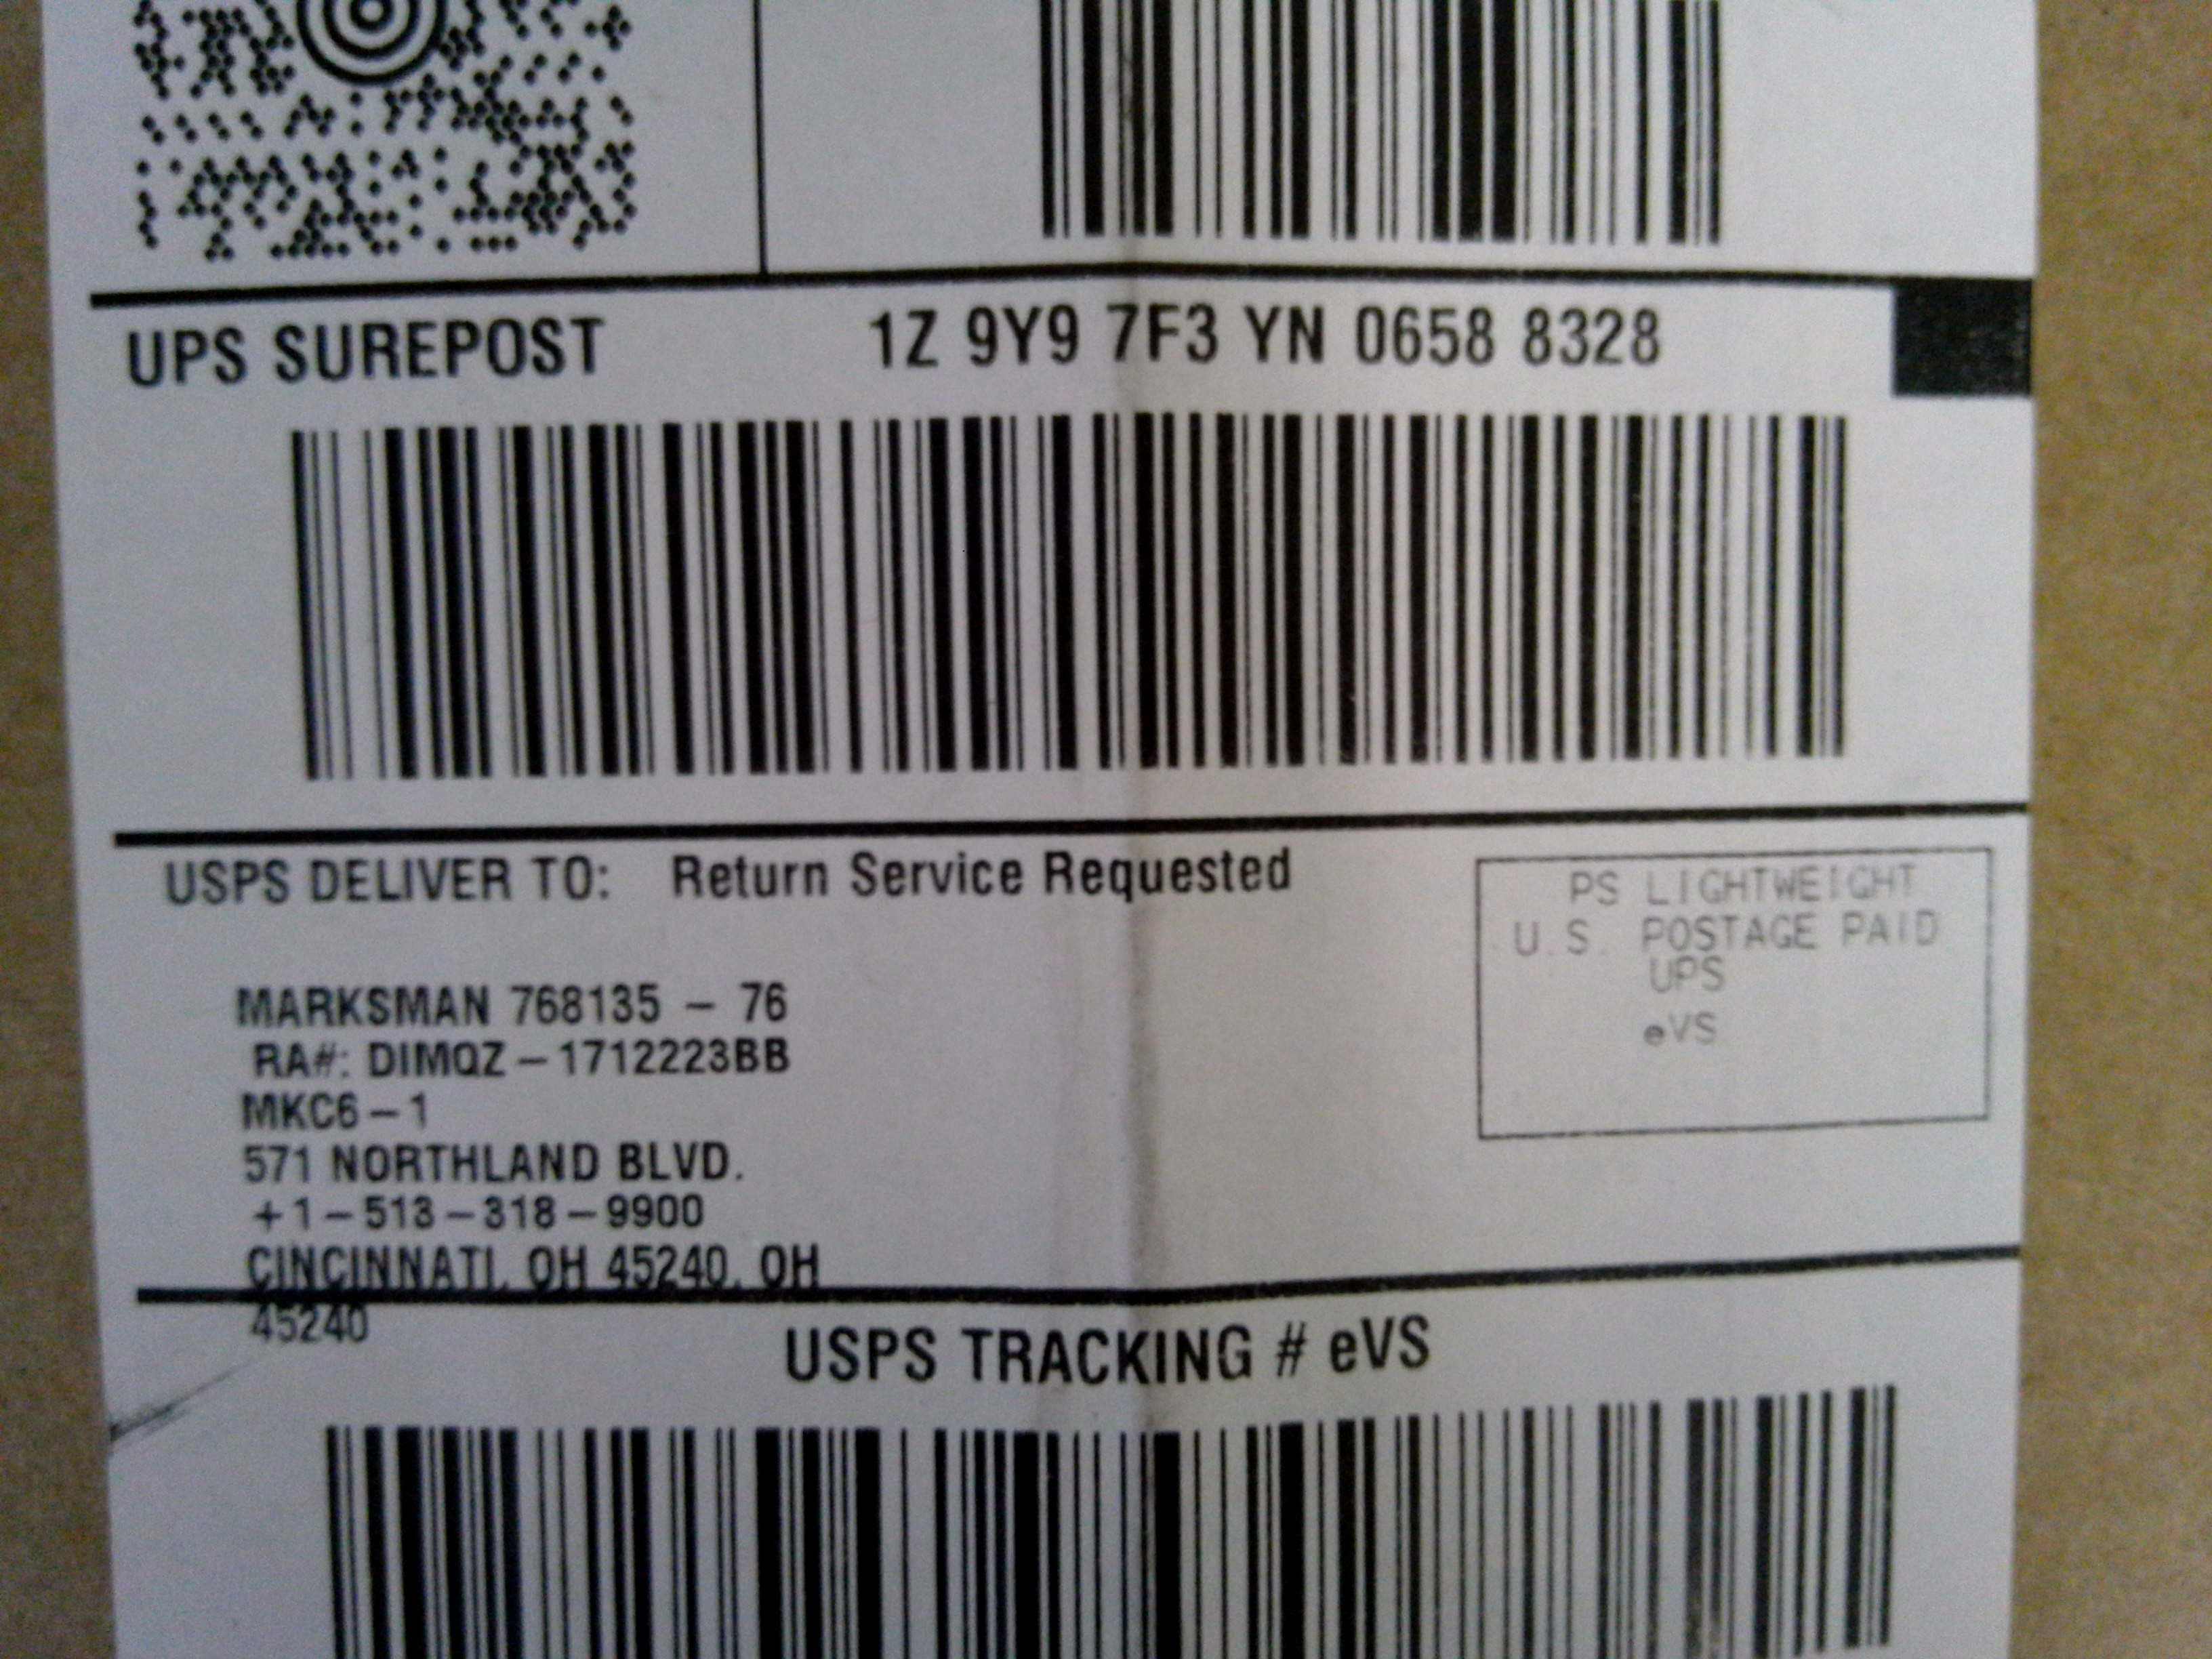 UPS SUREPOST 1Z 9Y9 7F3 YN 0658 8328
USPS DELIVER TO: Return Service Requested
PS LIGHTWEIGHT
U.S. POSTAGE PAID
UPS
eVS
MARKSMAN 768135 – 76
RA#: DIMQZ – 1712223BB
MKC6 – 1
571 NORTHLAND BLVD.
+1 – 513 – 318 – 9900
CINCINNATI, OH 45240, OH
45240
USPS TRACKING # eVS